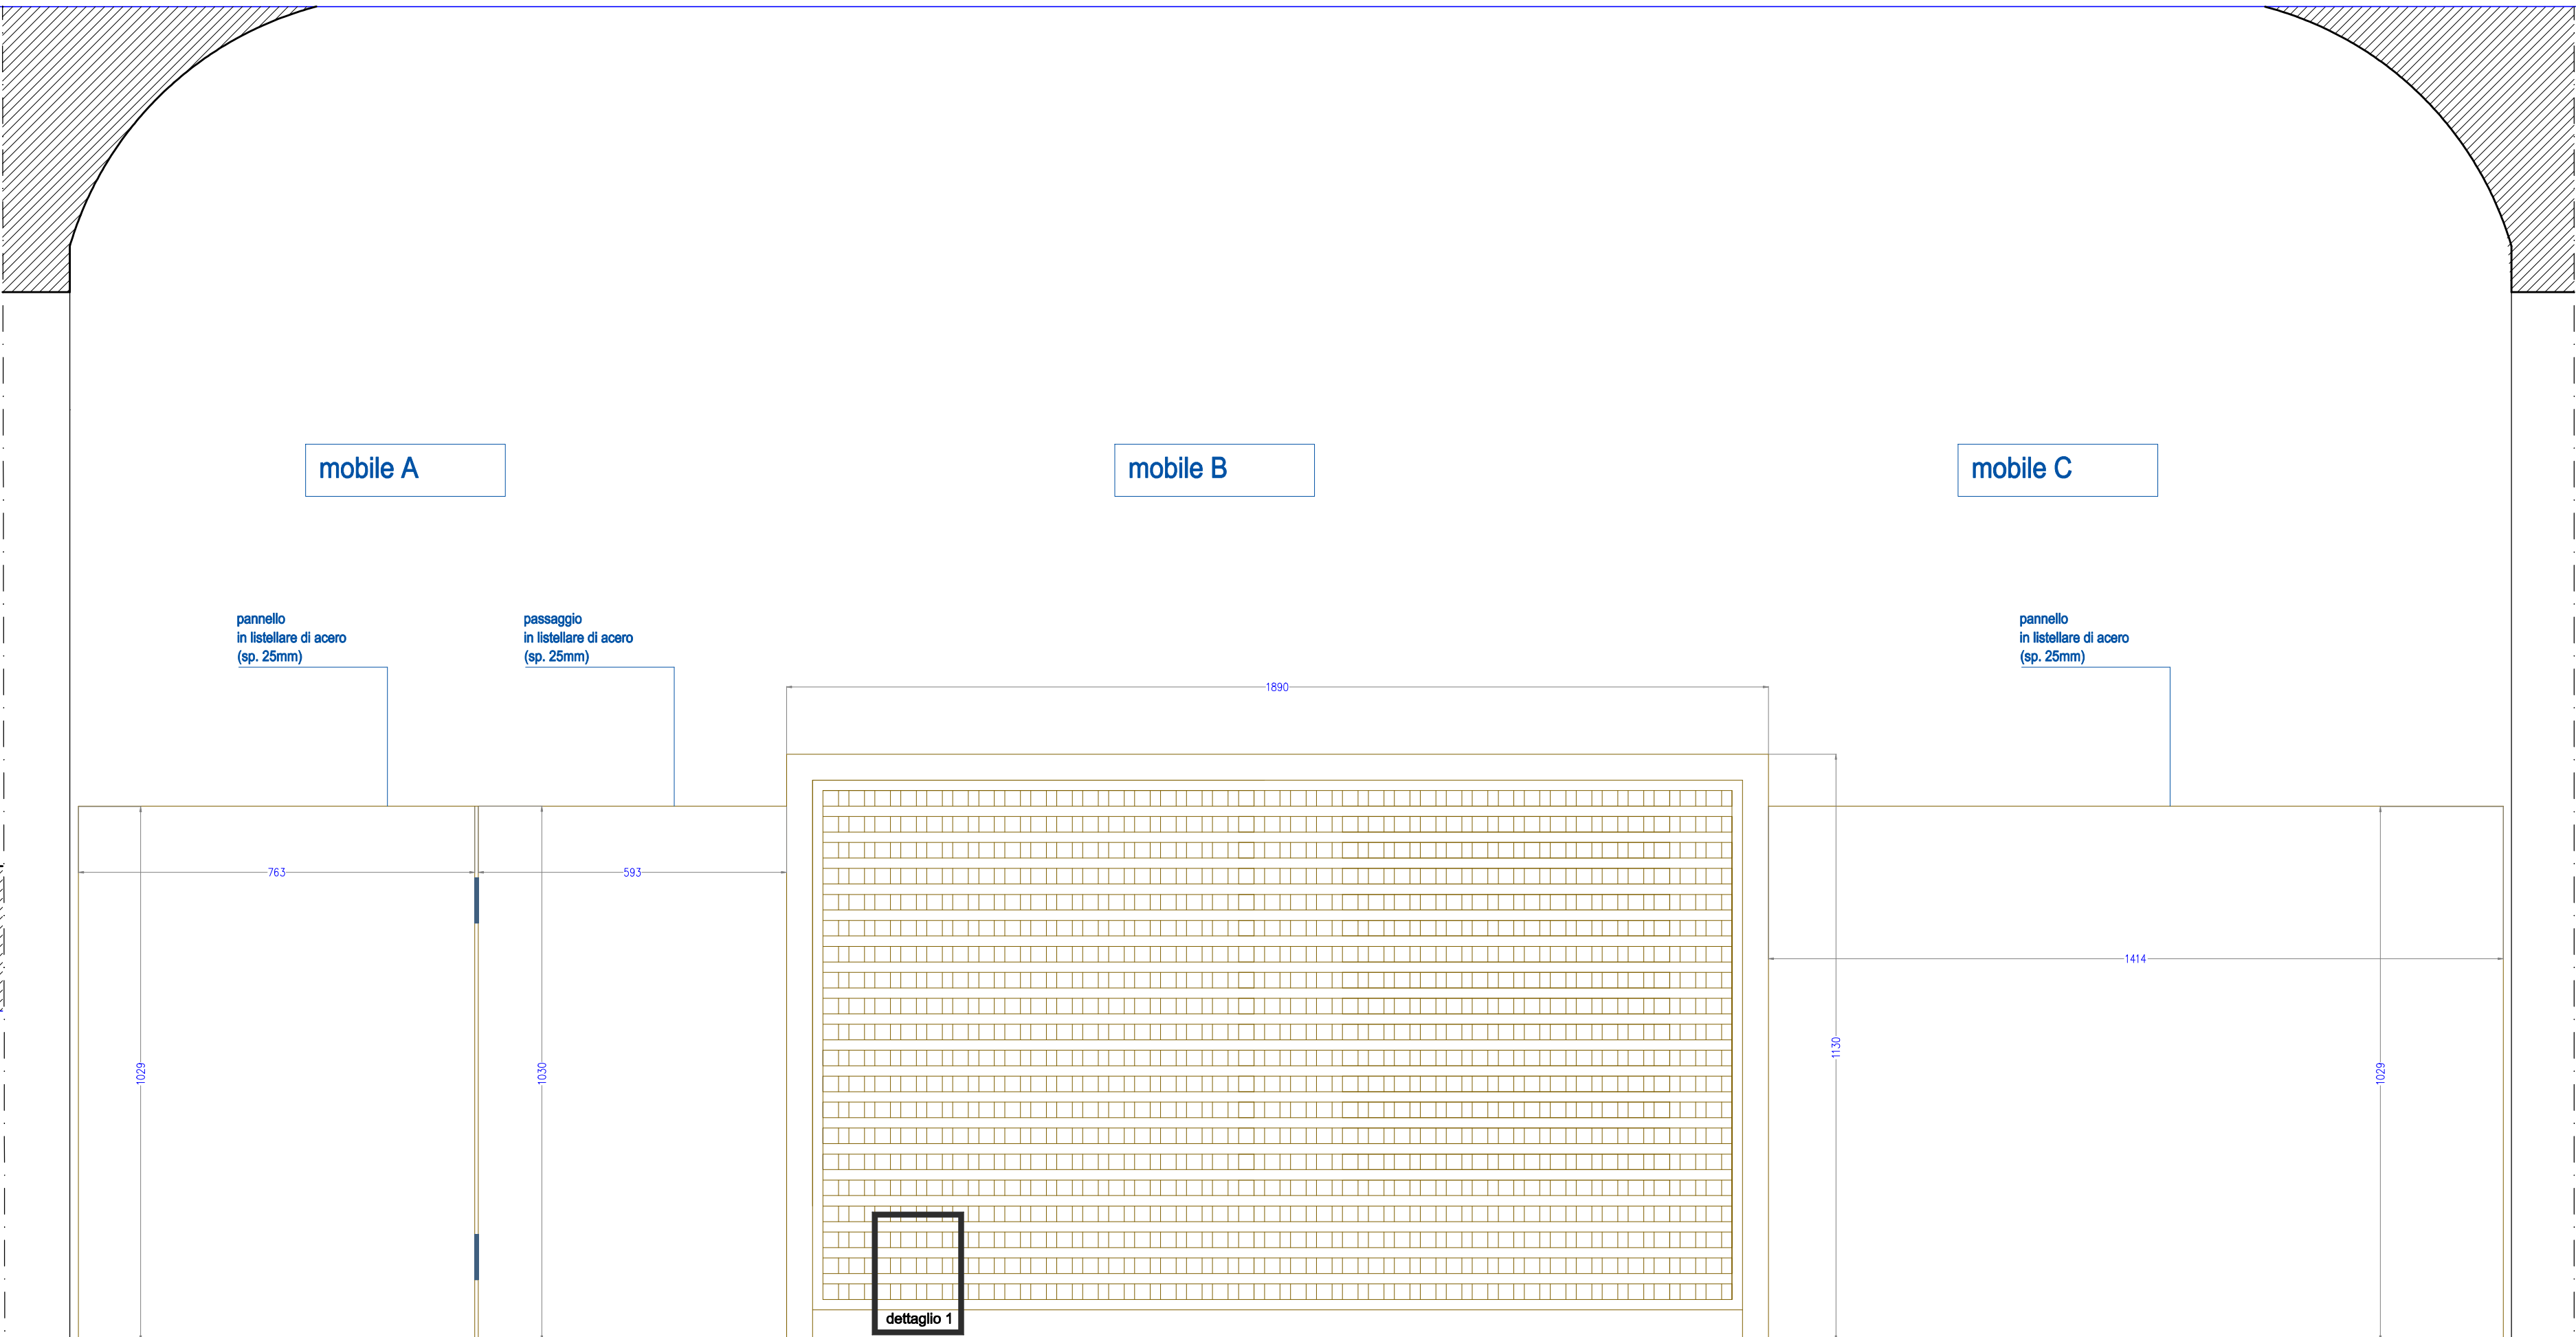 mobile A
mobile B
mobile C
pannello
in listellare di acero
(sp. 25mm)
passaggio
in listellare di acero
(sp. 25mm)
pannello
in listellare di acero
(sp. 25mm)
1890
763
593
1414
1029
1030
1130
1029
dettaglio 1